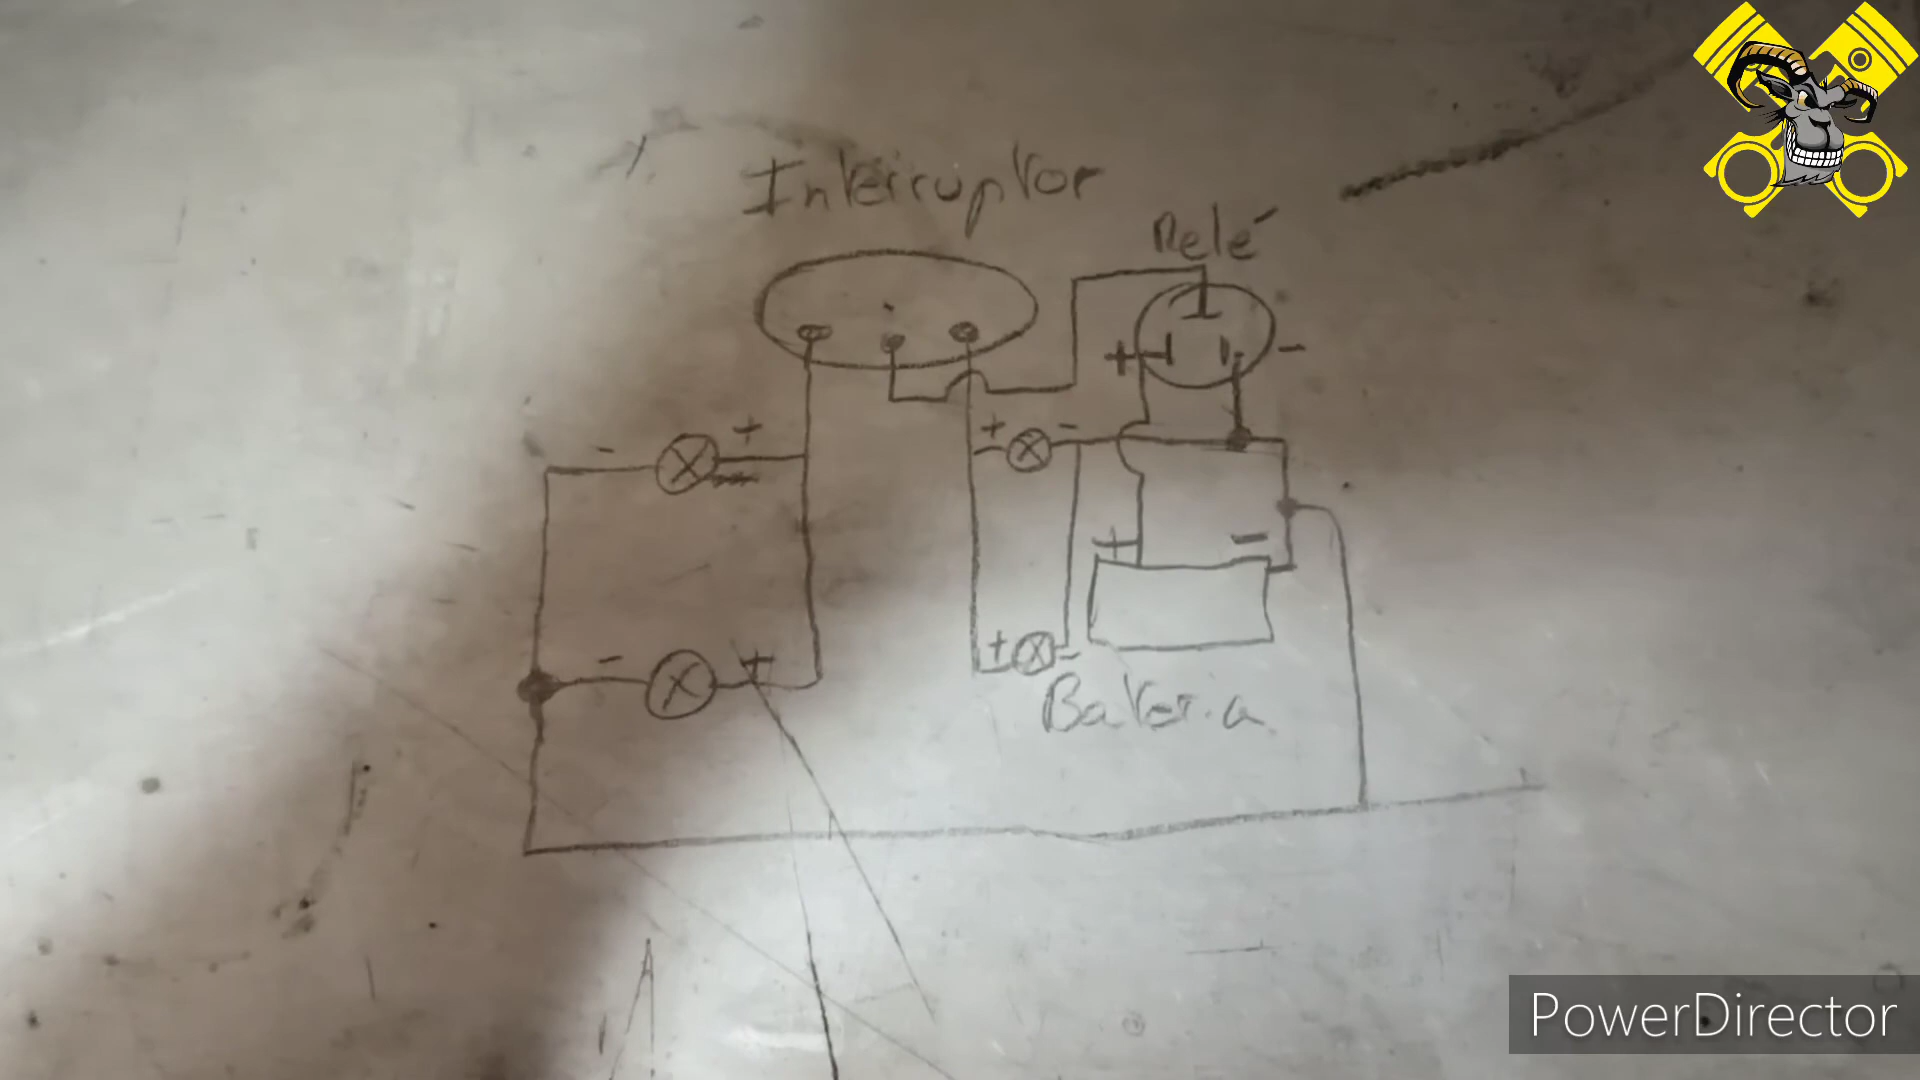 Interruptor
Relé
+ -
+
-
+ -
+ -
- +
+ -
Bateria
PowerDirector